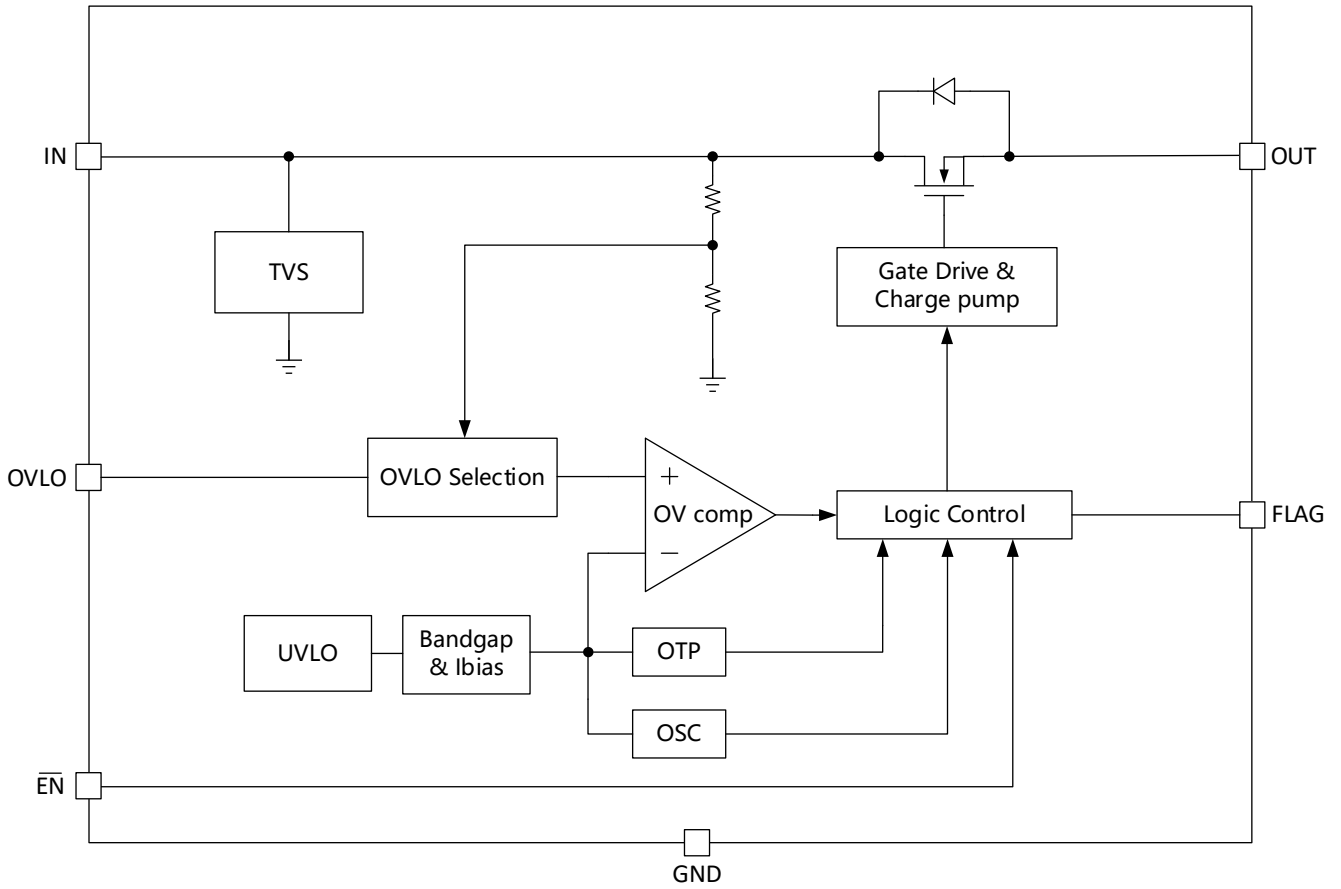 IN
OUT
TVS
Gate Drive &
Charge pump
OVLO
OVLO Selection
+
OV comp
−
Logic Control
FLAG
UVLO
Bandgap
& Ibias
OTP
OSC
E̅N̅
GND